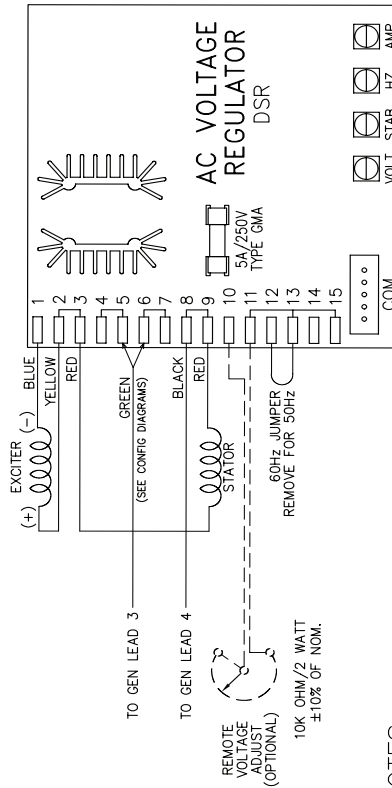 EXCITER (-)
(+)
BLUE
YELLOW
RED
GREEN
(SEE CONFIG DIAGRAMS)
BLACK
RED
STATOR
60Hz JUMPER
REMOVE FOR 50Hz
1
2
3
4
5
6
7
8
9
10
11
12
13
14
15
5A/250V
TYPE GMA
AC VOLTAGE
REGULATOR
DSR
COM
VOLT
STAB
HZ
AMP
TO GEN LEAD 3
TO GEN LEAD 4
REMOTE
VOLTAGE
ADJUST
(OPTIONAL)
10K OHM/2 WATT
±10% OF NOM.